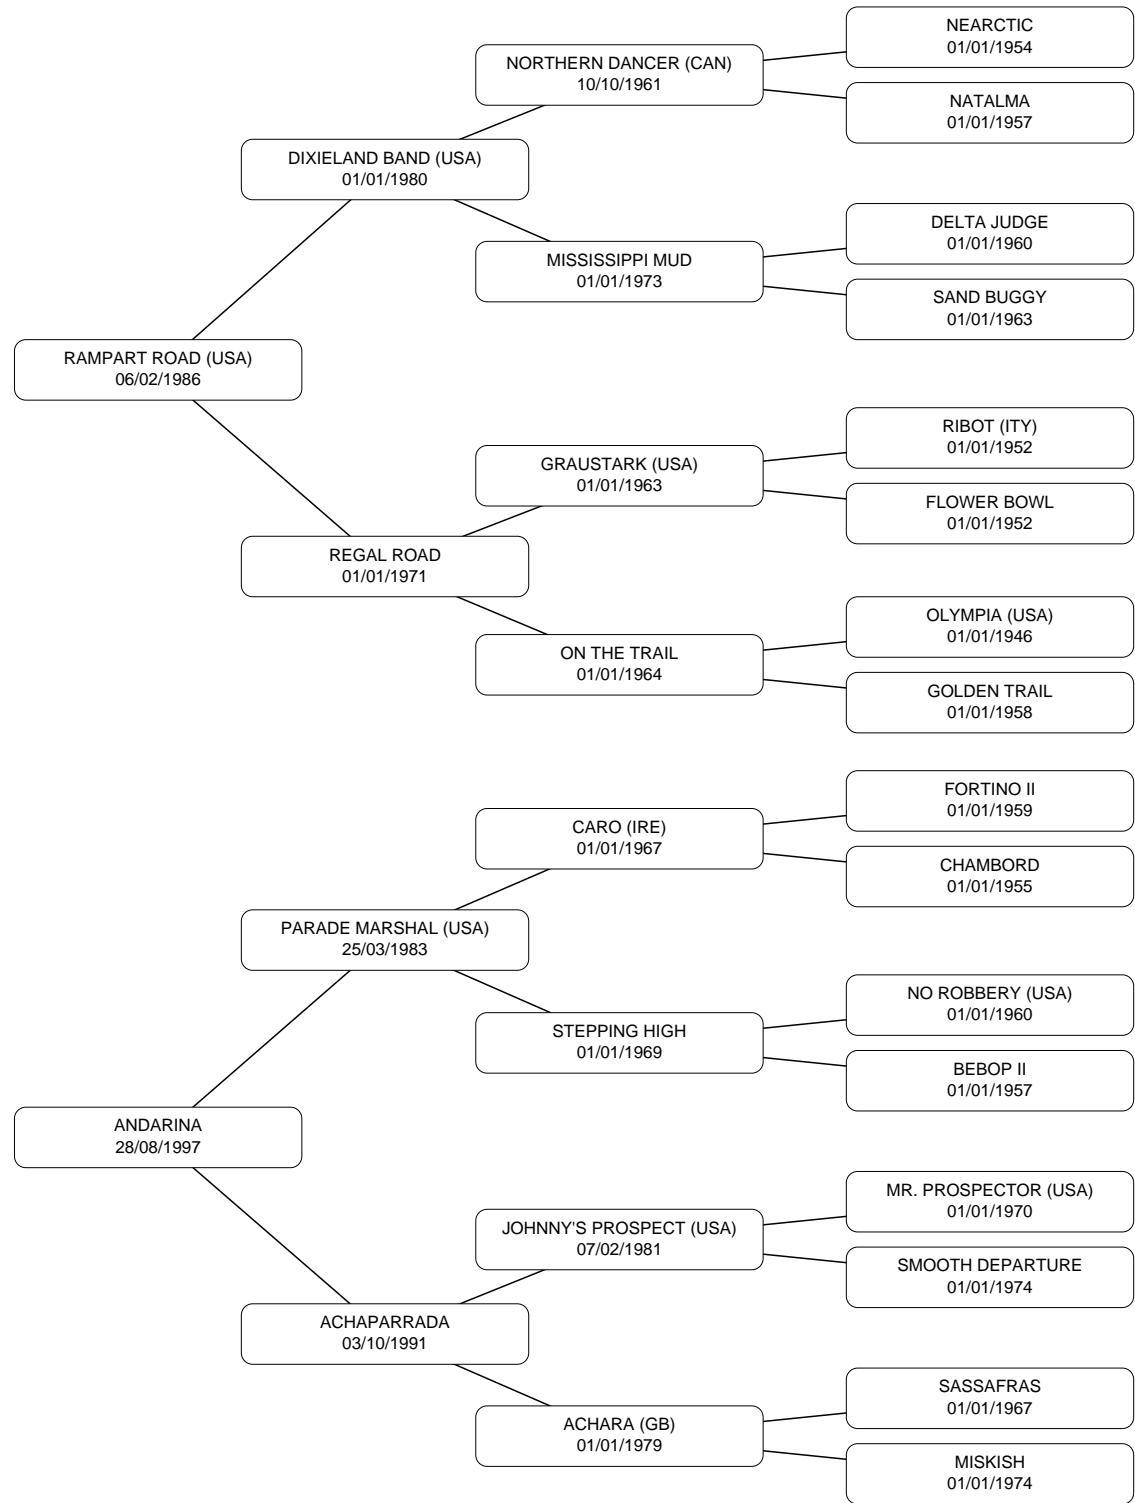 NEARCTIC
01/01/1954
NORTHERN DANCER (CAN)
10/10/1961
NATALMA
01/01/1957
DIXIELAND BAND (USA)
01/01/1980
DELTA JUDGE
01/01/1960
MISSISSIPPI MUD
01/01/1973
SAND BUGGY
01/01/1963
RAMPART ROAD (USA)
06/02/1986
RIBOT (ITY)
01/01/1952
GRAUSTARK (USA)
01/01/1963
FLOWER BOWL
01/01/1952
REGAL ROAD
01/01/1971
OLYMPIA (USA)
01/01/1946
ON THE TRAIL
01/01/1964
GOLDEN TRAIL
01/01/1958
FORTINO II
01/01/1959
CARO (IRE)
01/01/1967
CHAMBORD
01/01/1955
PARADE MARSHAL (USA)
25/03/1983
NO ROBBERY (USA)
01/01/1960
STEPPING HIGH
01/01/1969
BEBOP II
01/01/1957
ANDARINA
28/08/1997
MR. PROSPECTOR (USA)
01/01/1970
JOHNNY'S PROSPECT (USA)
07/02/1981
SMOOTH DEPARTURE
01/01/1974
ACHAPARRADA
03/10/1991
SASSAFRAS
01/01/1967
ACHARA (GB)
01/01/1979
MISKISH
01/01/1974